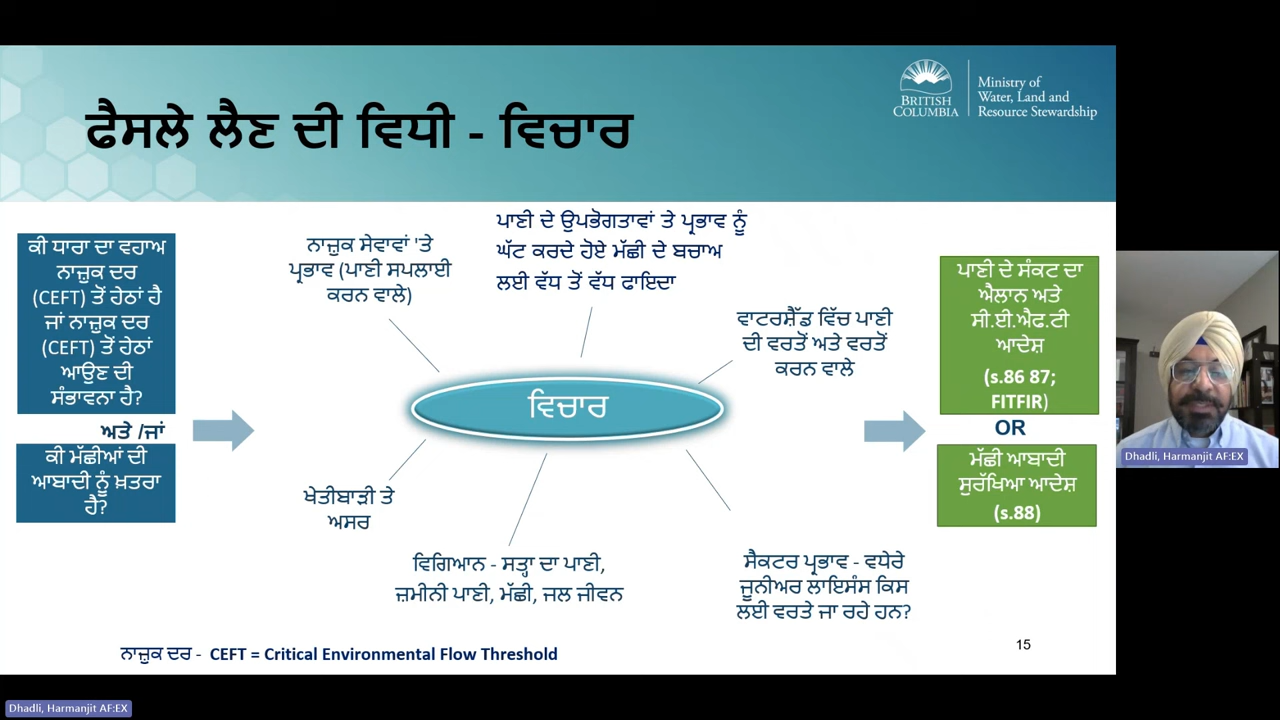 BRITISH
COLUMBIA
Ministry of
Water, Land and
Resource Stewardship
ਫੈਸਲੇ ਲੈਣ ਦੀ ਵਿਧੀ - ਵਿਚਾਰ
ਕੀ ਧਾਰਾ ਦਾ ਵਹਾਅ
ਨਾਜ਼ੁਕ ਦਰ
(CEFT) ਤੋਂ ਹੇਠਾਂ ਹੈ
ਜਾਂ ਨਾਜ਼ੁਕ ਦਰ
(CEFT) ਤੋਂ ਹੇਠਾਂ
ਆਉਣ ਦੀ
ਸੰਭਾਵਨਾ ਹੈ?
ਅਤੇ /ਜਾਂ
ਕੀ ਮੱਛੀਆਂ ਦੀ
ਆਬਾਦੀ ਨੂੰ ਖ਼ਤਰਾ
ਹੈ?
ਨਾਜ਼ੁਕ ਸੇਵਾਵਾਂ 'ਤੇ
ਪ੍ਰਭਾਵ (ਪਾਣੀ ਸਪਲਾਈ
ਕਰਨ ਵਾਲੇ)
ਪਾਣੀ ਦੇ ਉਪਭੋਗਤਾਵਾਂ ਤੇ ਪ੍ਰਭਾਵ ਨੂੰ
ਘੱਟ ਕਰਦੇ ਹੋਏ ਮੱਛੀ ਦੇ ਬਚਾਅ
ਲਈ ਵੱਧ ਤੋਂ ਵੱਧ ਫਾਇਦਾ
ਵਾਟਰਸ਼ੈੱਡ ਵਿੱਚ ਪਾਣੀ
ਦੀ ਵਰਤੋਂ ਅਤੇ ਵਰਤੋਂ
ਕਰਨ ਵਾਲੇ
ਵਿਚਾਰ
ਖੇਤੀਬਾੜੀ ਤੇ
ਅਸਰ
ਵਿਗਿਆਨ - ਸਤ੍ਹਾ ਦਾ ਪਾਣੀ,
ਜ਼ਮੀਨੀ ਪਾਣੀ, ਮੱਛੀ, ਜਲ ਜੀਵਨ
ਸੈਕਟਰ ਪ੍ਰਭਾਵ - ਵਧੇਰੇ
ਜੂਨੀਅਰ ਲਾਇਸੰਸ ਕਿਸ
ਲਈ ਵਰਤੇ ਜਾ ਰਹੇ ਹਨ?
ਪਾਣੀ ਦੇ ਸੰਕਟ ਦਾ
ਐਲਾਨ ਅਤੇ
ਸੀ.ਈ.ਐਫ.ਟੀ
ਆਦੇਸ਼
(s.86 87;
FITFIR)
OR
ਮੱਛੀ ਆਬਾਦੀ
ਸੁਰੱਖਿਆ ਆਦੇਸ਼
(s.88)
ਨਾਜ਼ੁਕ ਦਰ - CEFT = Critical Environmental Flow Threshold
15
Dhadli, Harmanjit AF:EX
Dhadli, Harmanjit AF:EX